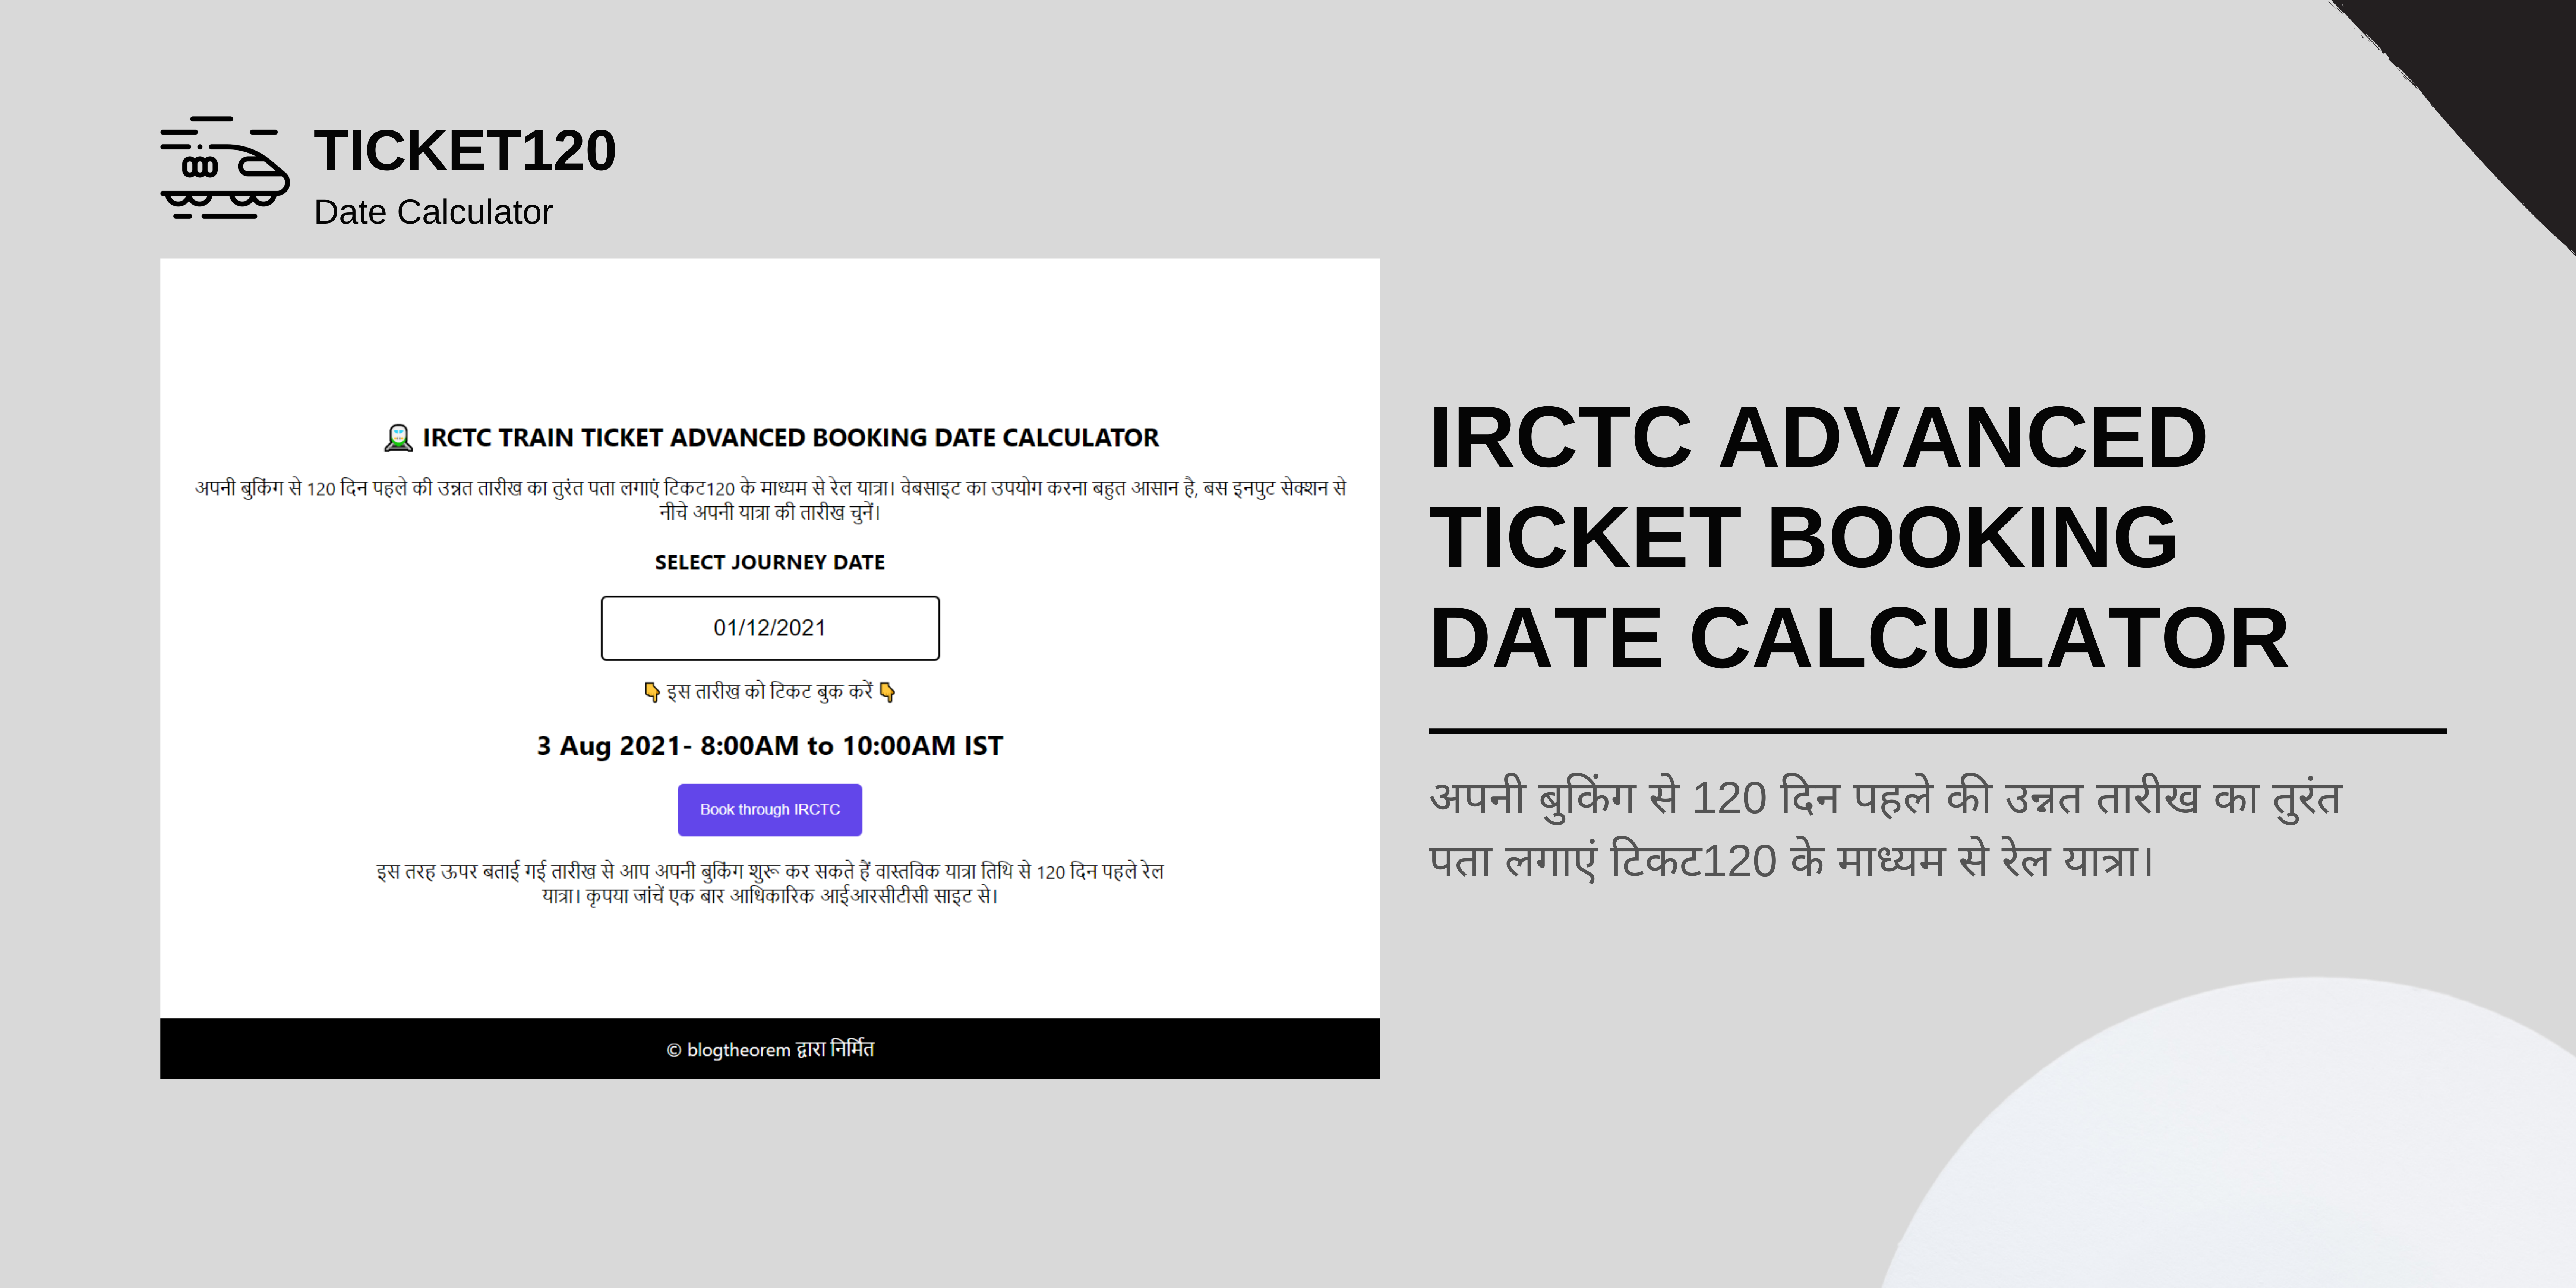 TICKET120
Date Calculator
IRCTC TRAIN TICKET ADVANCED BOOKING DATE CALCULATOR
अपनी बुकिंग से 120 दिन पहले की उन्नत तारीख का तुरंत पता लगाएं टिकट120 के माध्यम से रेल यात्रा। वेबसाइट का उपयोग करना बहुत आसान है, बस इनपुट सेक्शन से
नीचे अपनी यात्रा की तारीख चुनें।
SELECT JOURNEY DATE
01/12/2021
👇 इस तारीख को टिकट बुक करें 👇
3 Aug 2021- 8:00AM to 10:00AM IST
Book through IRCTC
इस तरह ऊपर बताई गई तारीख से आप अपनी बुकिंग शुरू कर सकते हैं वास्तविक यात्रा तिथि से 120 दिन पहले रेल
यात्रा। कृपया जांचें एक बार आधिकारिक आईआरसीटीसी साइट से।
© blogtheorem द्वारा निर्मित
IRCTC ADVANCED
TICKET BOOKING
DATE CALCULATOR
अपनी बुकिंग से 120 दिन पहले की उन्नत तारीख का तुरंत
पता लगाएं टिकट120 के माध्यम से रेल यात्रा।